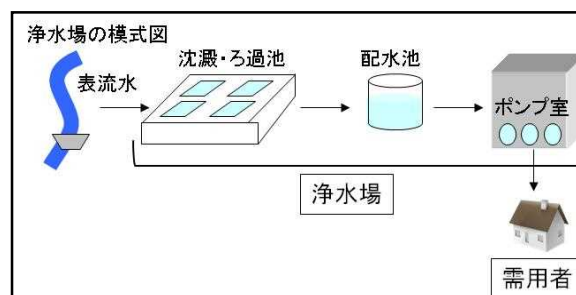 浄水場の模式図
表流水
沈澱・ろ過池
配水池
ポンプ室
浄水場
需用者